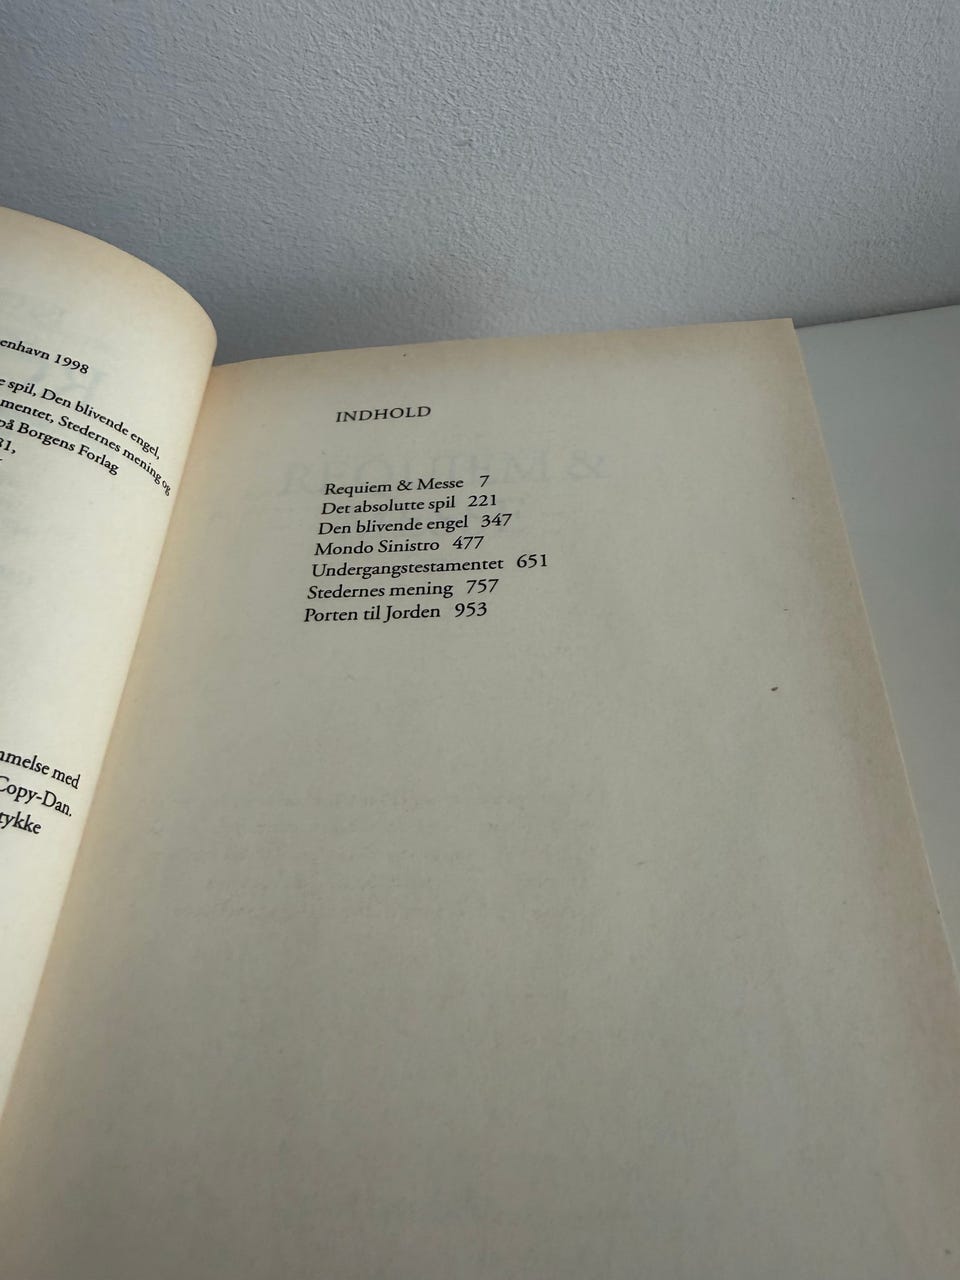 enhavn 1998
e spil, Den blivende engel,
mentet, Stedernes mening og
på Borgens Forlag
31,
mmelse med
Copy-Dan.
tykke
INDHOLD
Requiem & Messe 7
Det absolutte spil 221
Den blivende engel 347
Mondo Sinistro 477
Undergangstestamentet 651
Stedernes mening 757
Porten til Jorden 953